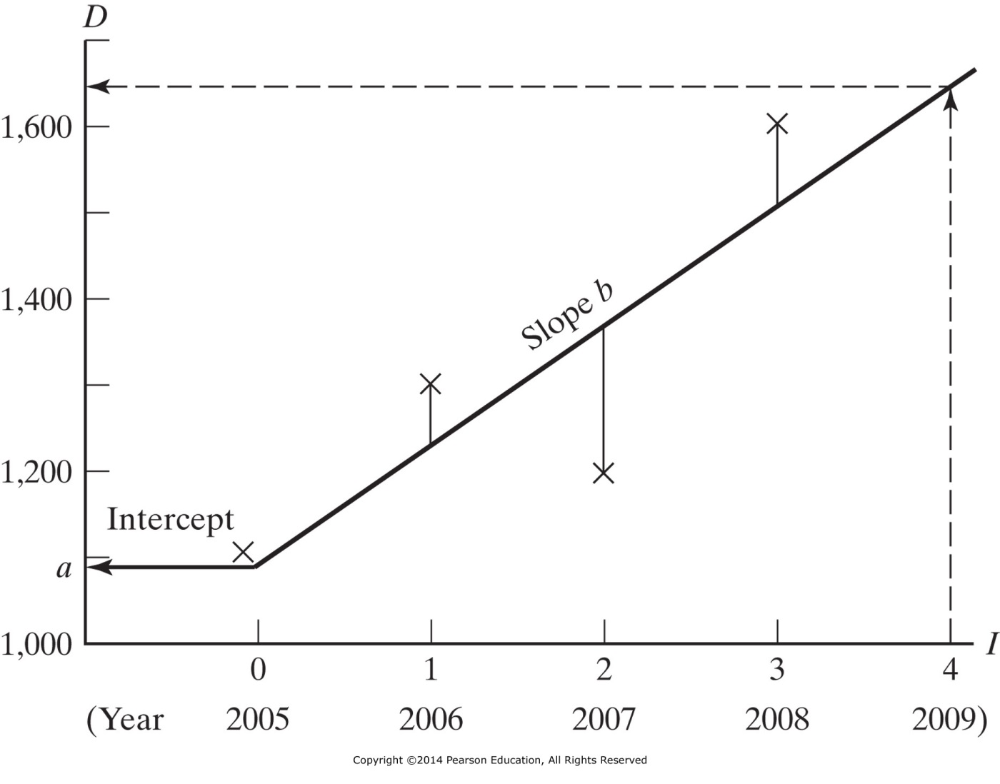 D
1,600
1,400
Slope b
1,200
Intercept
a
1,000
I
0 1 2 3 4
(Year 2005 2006 2007 2008 2009)
Copyright ©2014 Pearson Education, All Rights Reserved